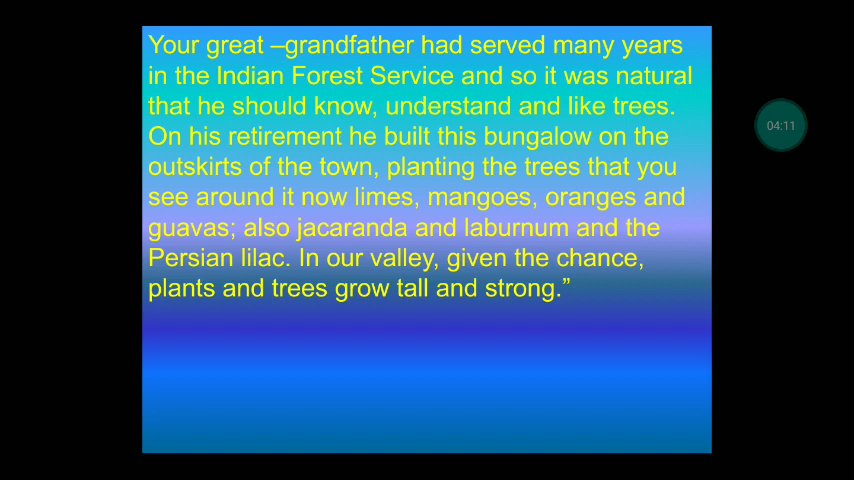 Your great –grandfather had served many years
in the Indian Forest Service and so it was natural
that he should know, understand and like trees.
On his retirement he built this bungalow on the
outskirts of the town, planting the trees that you
see around it now limes, mangoes, oranges and
guavas; also jacaranda and laburnum and the
Persian lilac. In our valley, given the chance,
plants and trees grow tall and strong.”
04:11